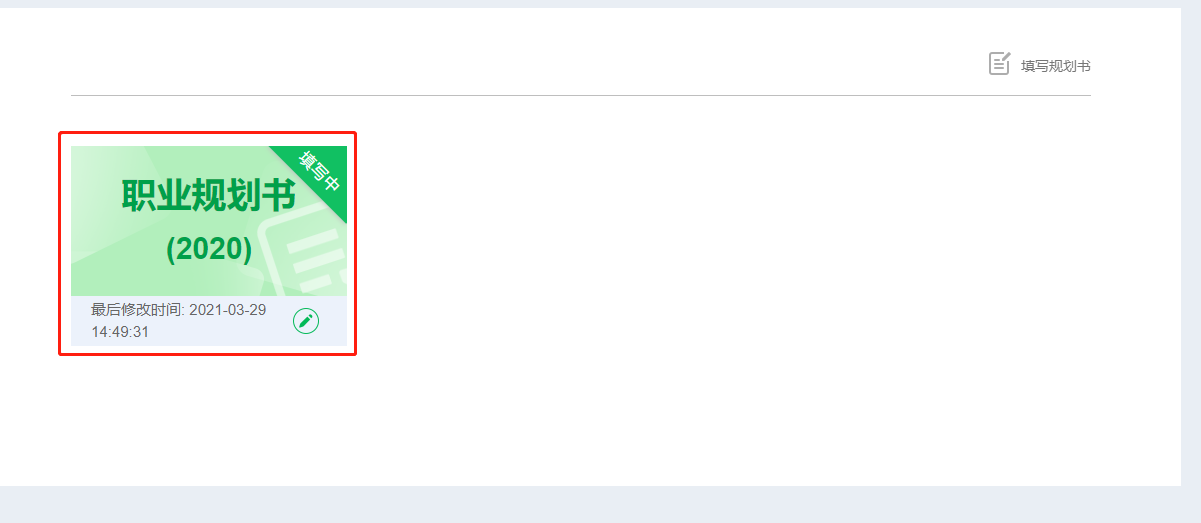 填写规划书
填写中
职业规划书
(2020)
最后修改时间: 2021-03-29
14:49:31